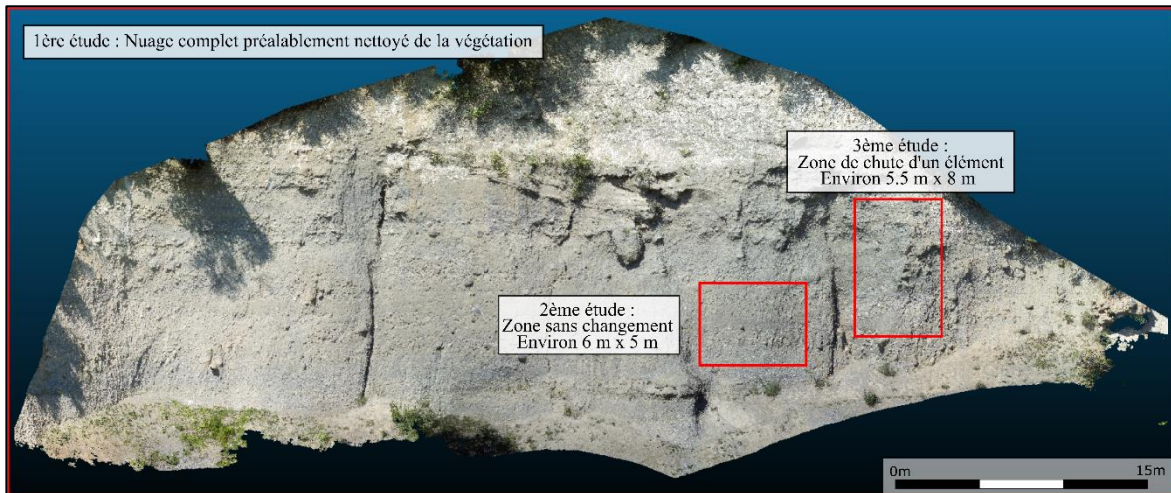 1ère étude : Nuage complet préalablement nettoyé de la végétation
3ème étude :
Zone de chute d'un élément
Environ 5.5 m x 8 m
2ème étude :
Zone sans changement
Environ 6 m x 5 m
0m 15m